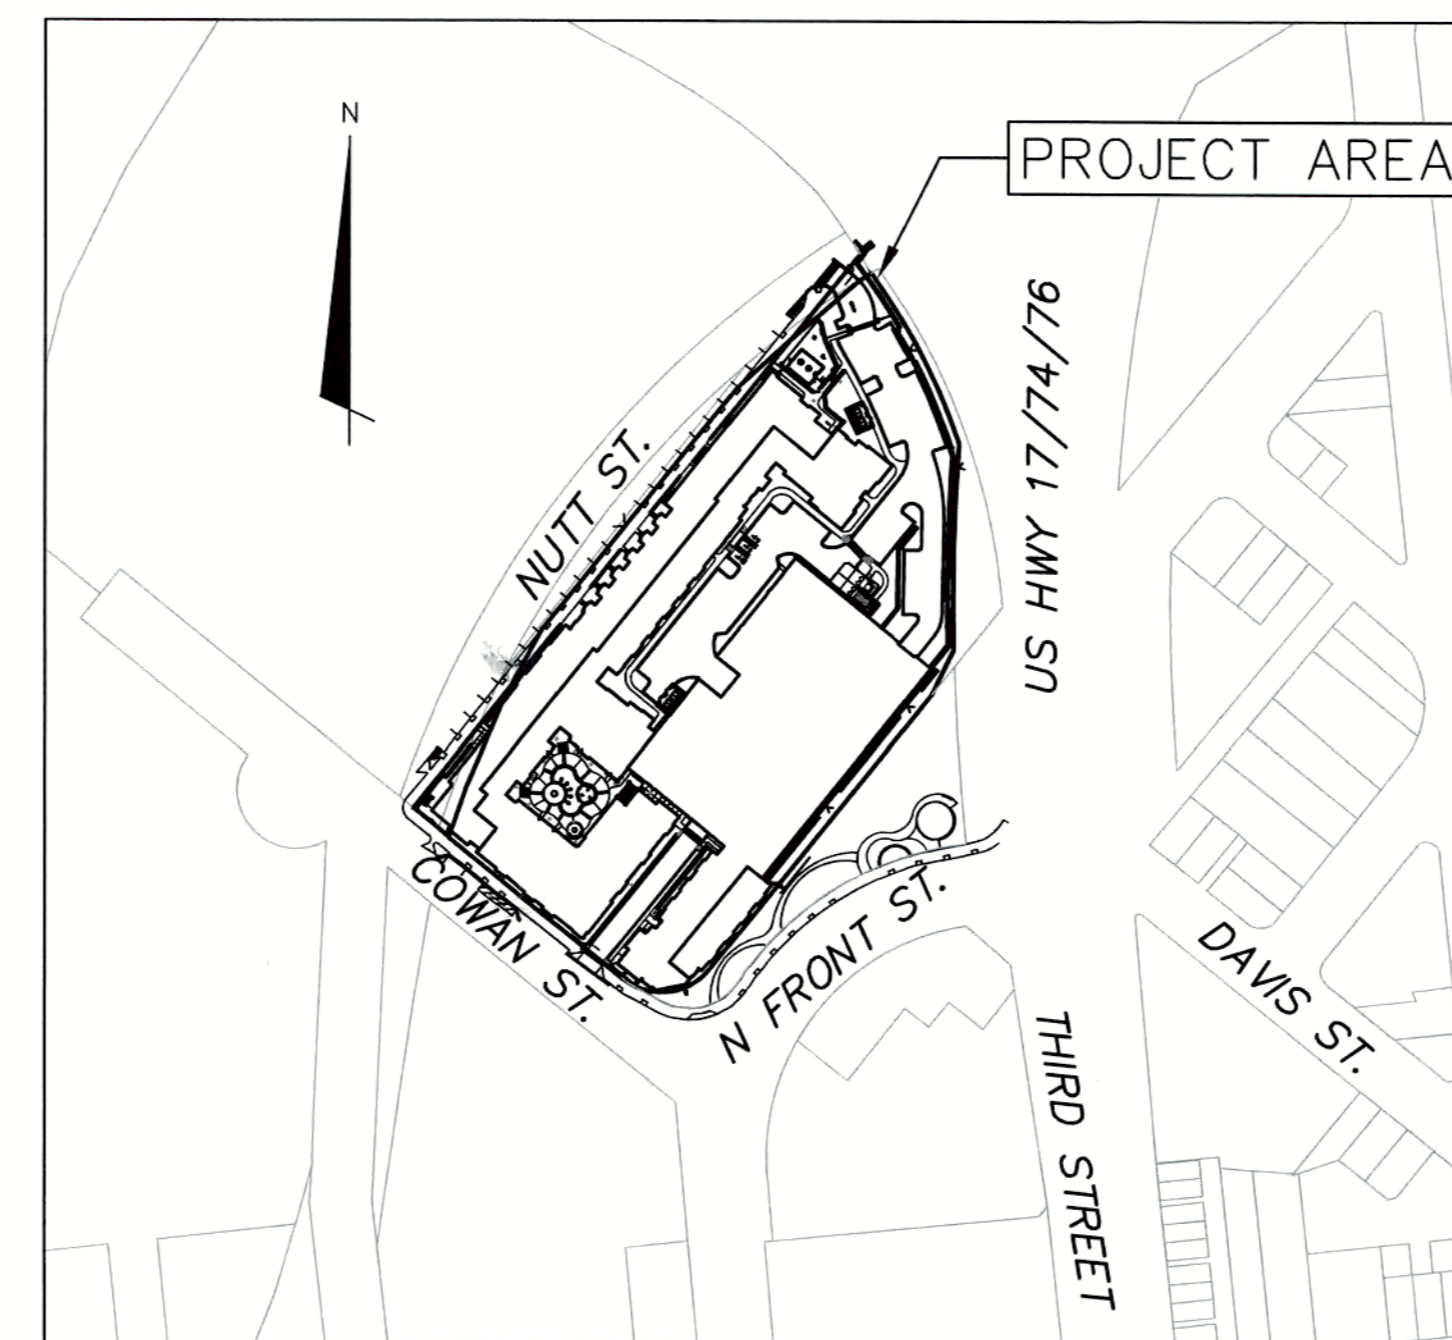 N
PROJECT AREA
US HWY 17/74/76
NUTT ST.
COWAN ST.
N FRONT ST.
DAVIS ST.
THIRD STREET